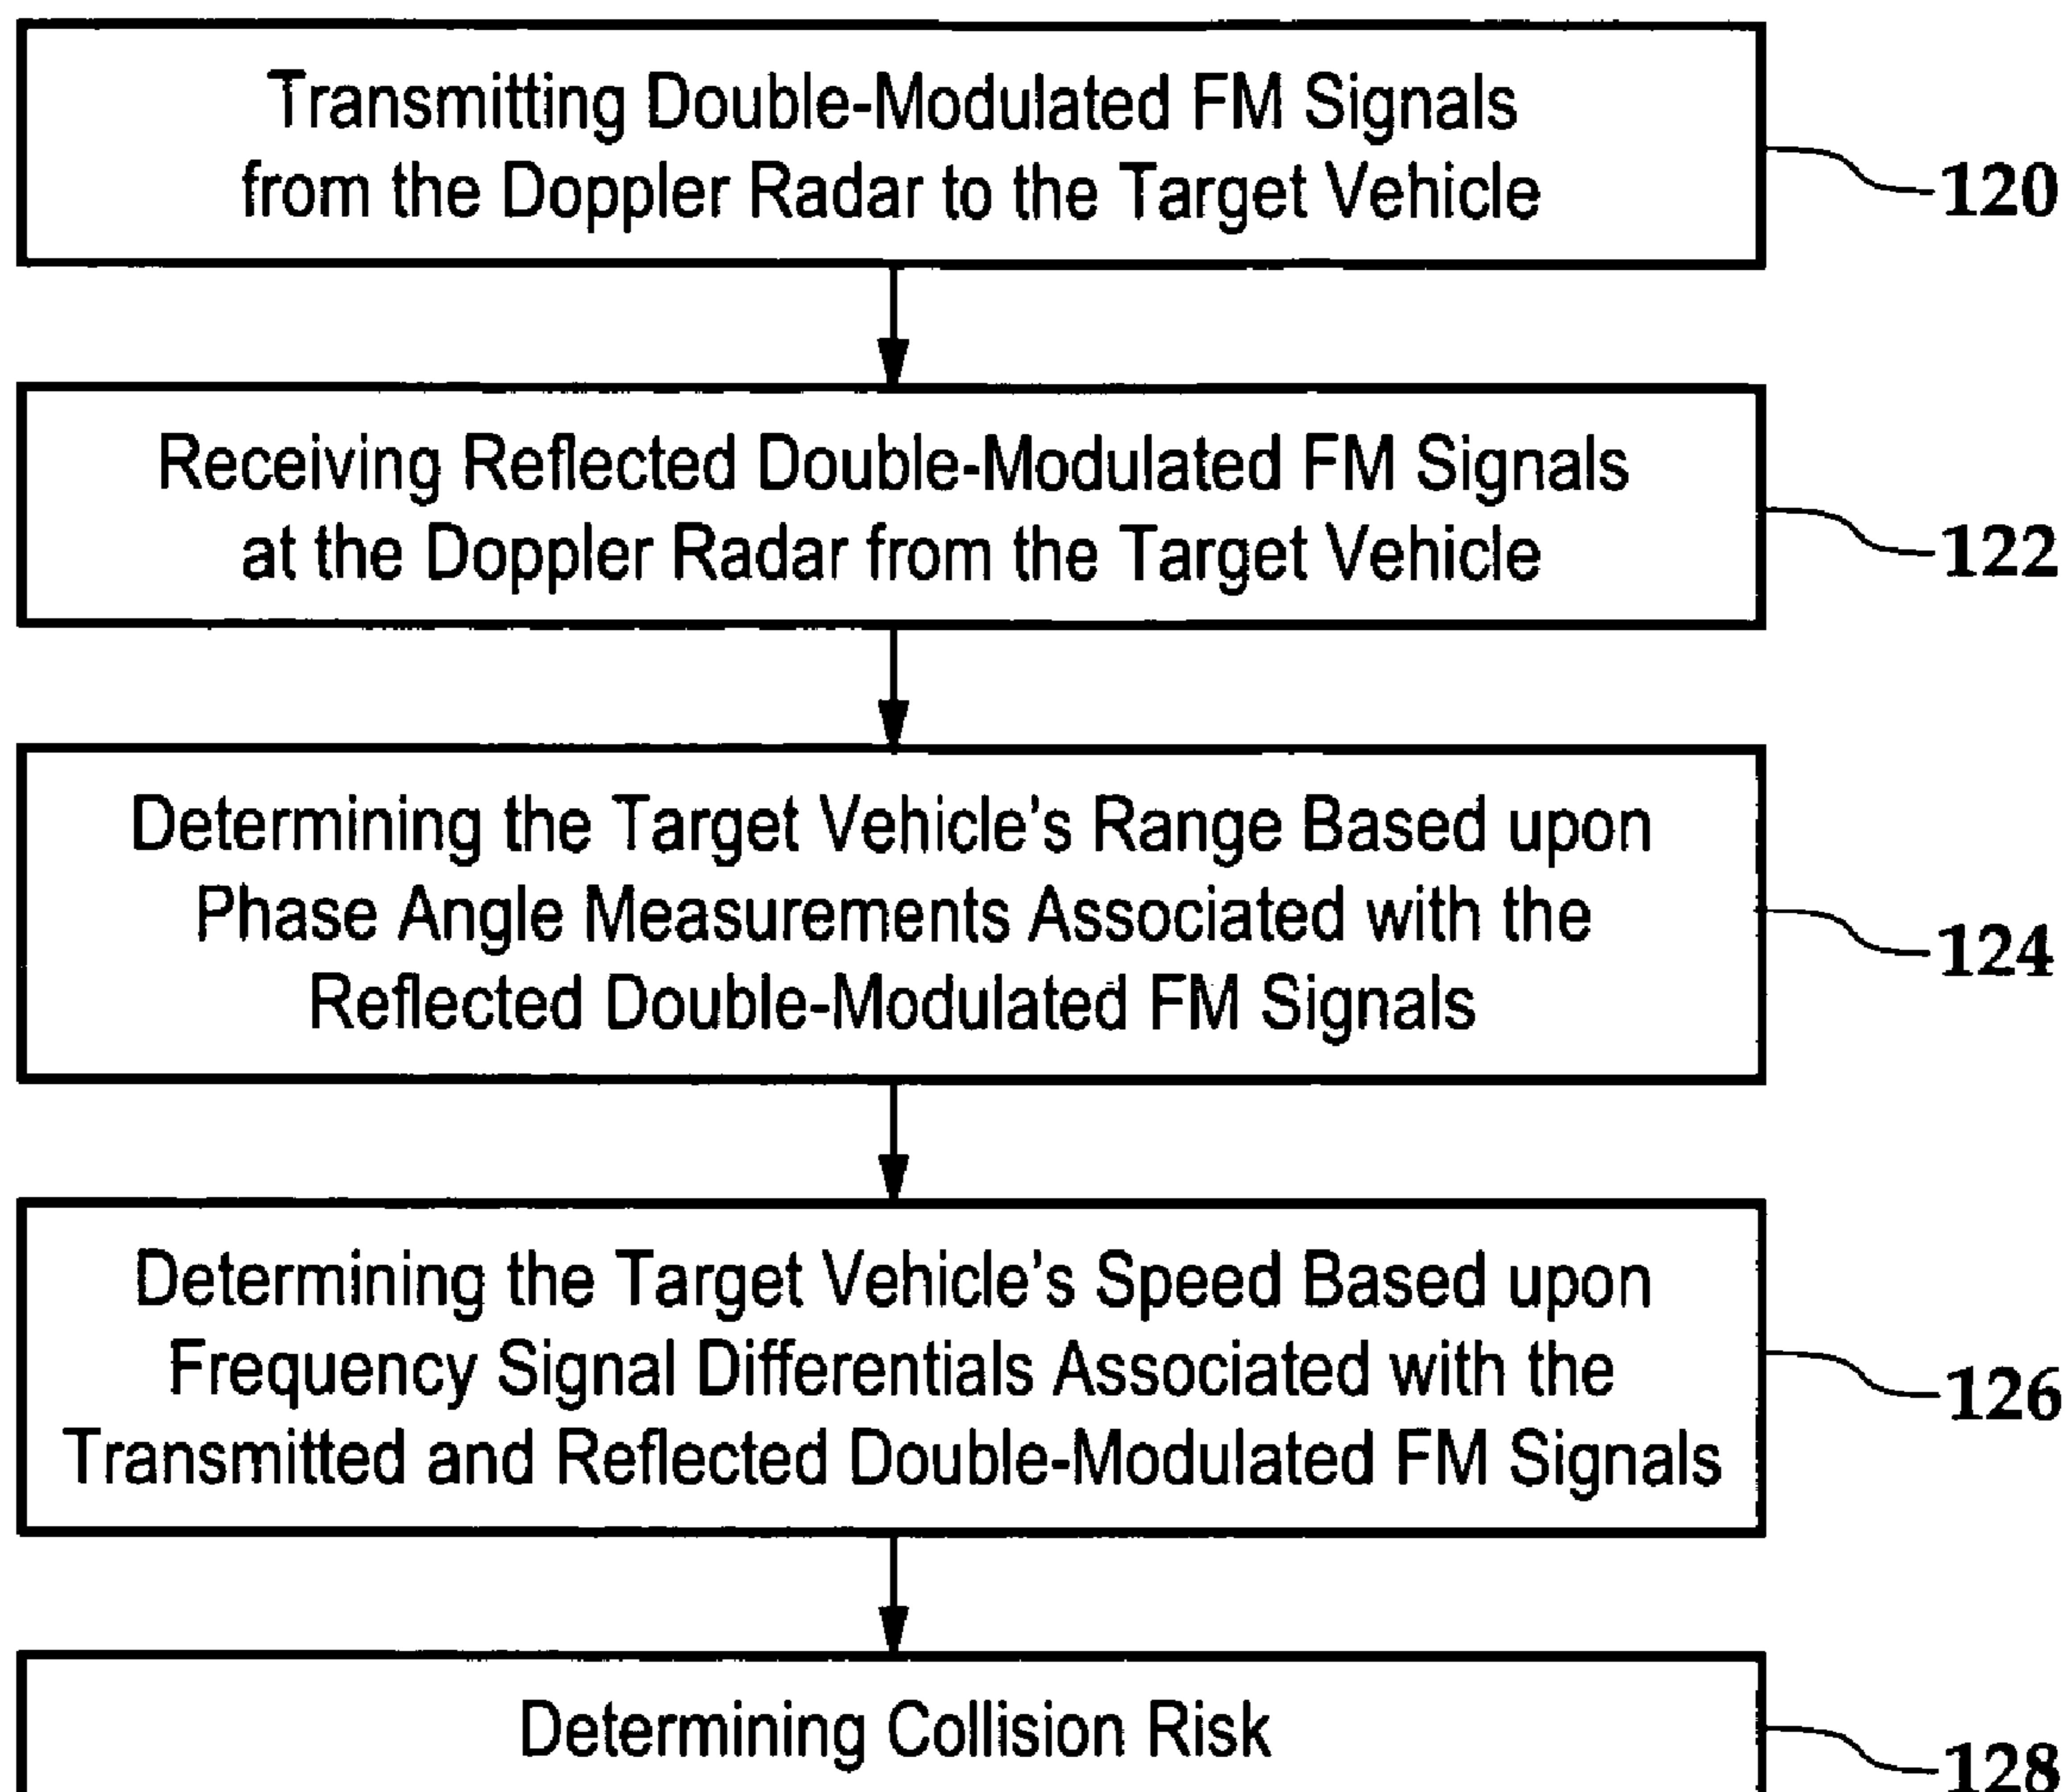 Transmitting Double-Modulated FM Signals
from the Doppler Radar to the Target Vehicle
120
Receiving Reflected Double-Modulated FM Signals
at the Doppler Radar from the Target Vehicle
122
Determining the Target Vehicle's Range Based upon
Phase Angle Measurements Associated with the
Reflected Double-Modulated FM Signals
124
Determining the Target Vehicle's Speed Based upon
Frequency Signal Differentials Associated with the
Transmitted and Reflected Double-Modulated FM Signals
126
Determining Collision Risk
128